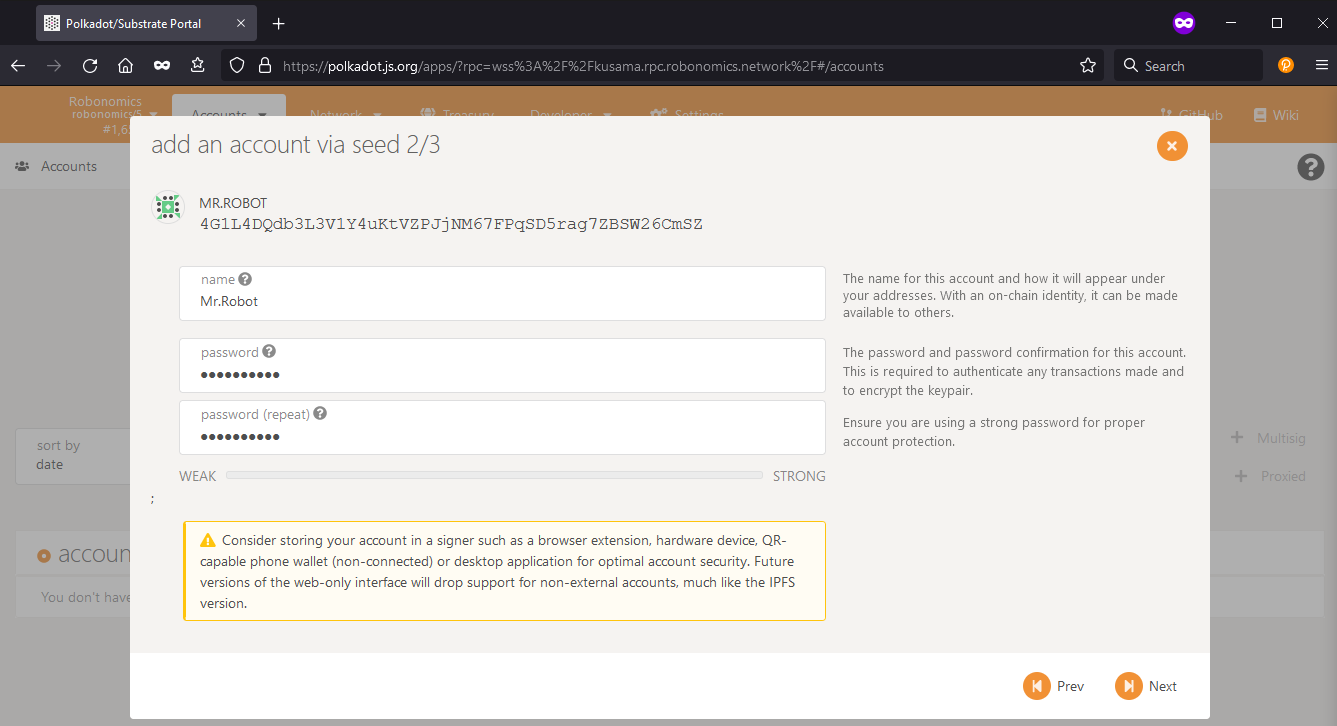 Polkadot/Substrate Portal
https://polkadot.js.org/apps/?rpc=wss%3A%2F%2Fkusama.rpc.robonomics.network%2F#/accounts
Search
Robonomics
robonomics/5
#1,6
Accounts
Network
Treasury
Developer
Settings
GitHub
Wiki
Accounts
add an account via seed 2/3
MR.ROBOT
4G1L4DQdb3L3V1Y4uKtVZPJjNM67FPqSD5rag7ZBSW26CmSZ
name
Mr.Robot
The name for this account and how it will appear under
your addresses. With an on-chain identity, it can be made
available to others.
password
●●●●●●●●●●
The password and password confirmation for this account.
This is required to authenticate any transactions made and
to encrypt the keypair.
password (repeat)
●●●●●●●●●●
Ensure you are using a strong password for proper
account protection.
WEAK
STRONG
;
Consider storing your account in a signer such as a browser extension, hardware device, QR-
capable phone wallet (non-connected) or desktop application for optimal account security. Future
versions of the web-only interface will drop support for non-external accounts, much like the IPFS
version.
sort by
date
Multisig
Proxied
accoun
You don't have
Prev
Next